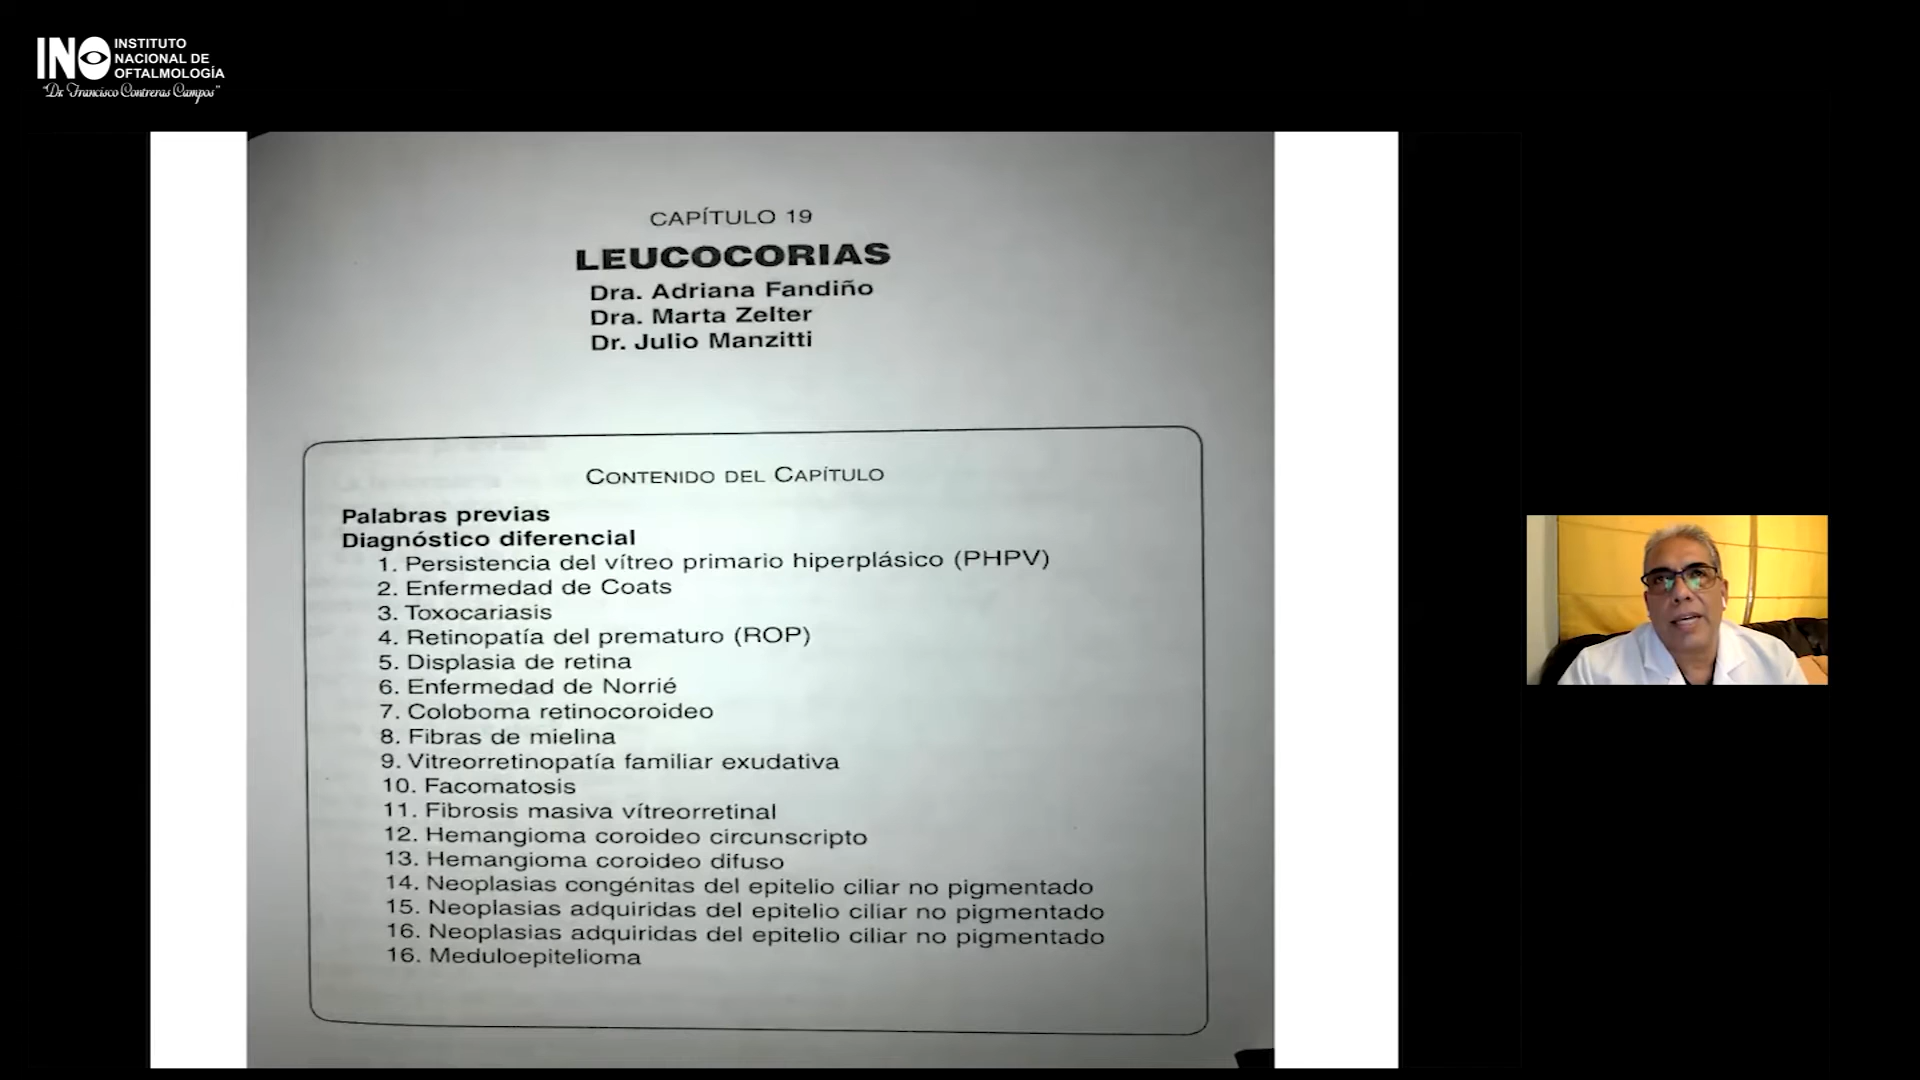 INO INSTITUTO
NACIONAL DE
OFTALMOLOGÍA
"Dr. Francisco Contreras Campos"
CAPÍTULO 19
LEUCOCORIAS
Dra. Adriana Fandiño
Dra. Marta Zelter
Dr. Julio Manzitti
CONTENIDO DEL CAPÍTULO
Palabras previas
Diagnóstico diferencial
1. Persistencia del vítreo primario hiperplásico (PHPV)
2. Enfermedad de Coats
3. Toxocariasis
4. Retinopatía del prematuro (ROP)
5. Displasia de retina
6. Enfermedad de Norrié
7. Coloboma retinocoroideo
8. Fibras de mielina
9. Vitreorretinopatía familiar exudativa
10. Facomatosis
11. Fibrosis masiva vítreorretinal
12. Hemangioma coroideo circunscripto
13. Hemangioma coroideo difuso
14. Neoplasias congénitas del epitelio ciliar no pigmentado
15. Neoplasias adquiridas del epitelio ciliar no pigmentado
16. Neoplasias adquiridas del epitelio ciliar no pigmentado
16. Meduloepitelioma